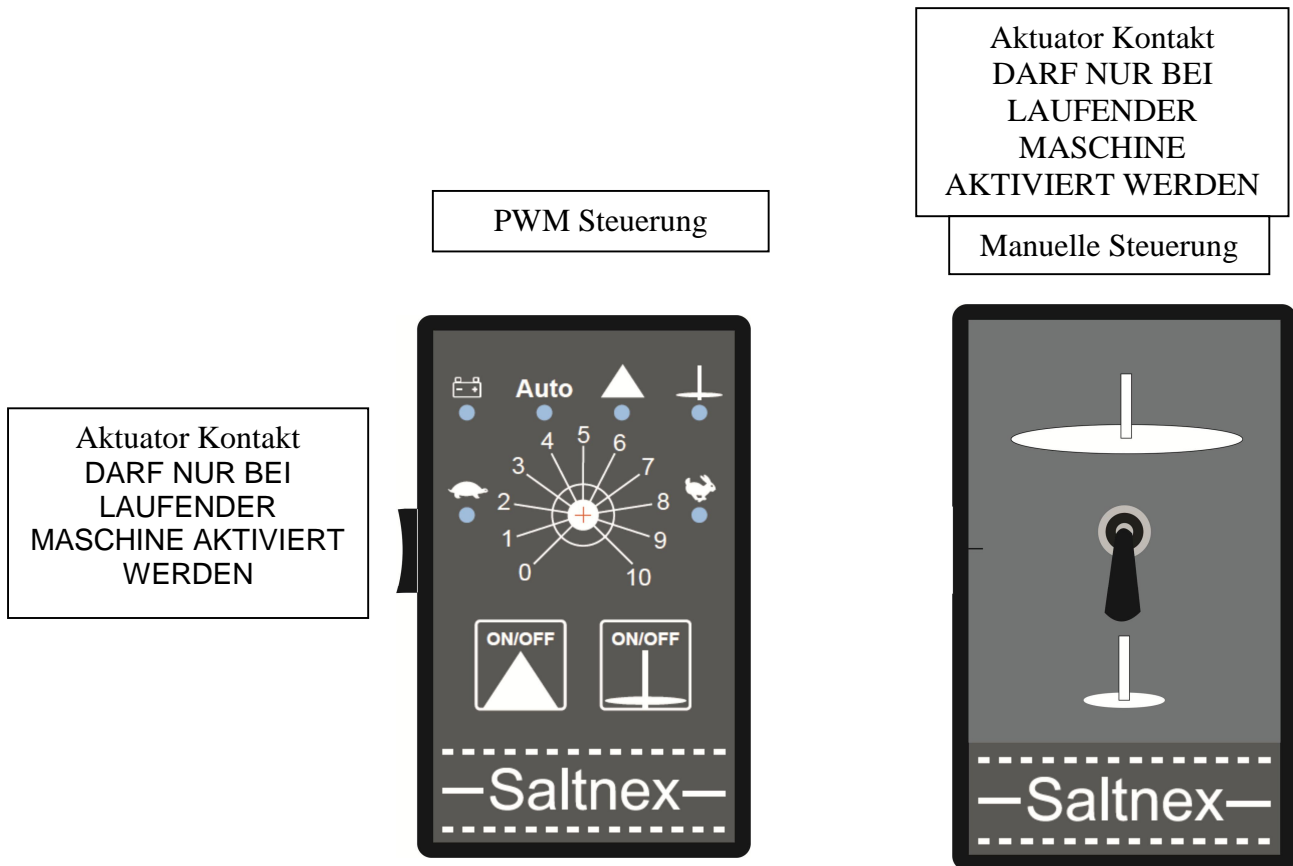 Aktuator Kontakt
DARF NUR BEI
LAUFENDER
MASCHINE
AKTIVIERT WERDEN
PWM Steuerung
Manuelle Steuerung
Aktuator Kontakt
DARF NUR BEI
LAUFENDER
MASCHINE AKTIVIERT
WERDEN
Auto
4 5 6
3 7
2 8
1 9
0 10
ON/OFF ON/OFF
Saltnex
Saltnex